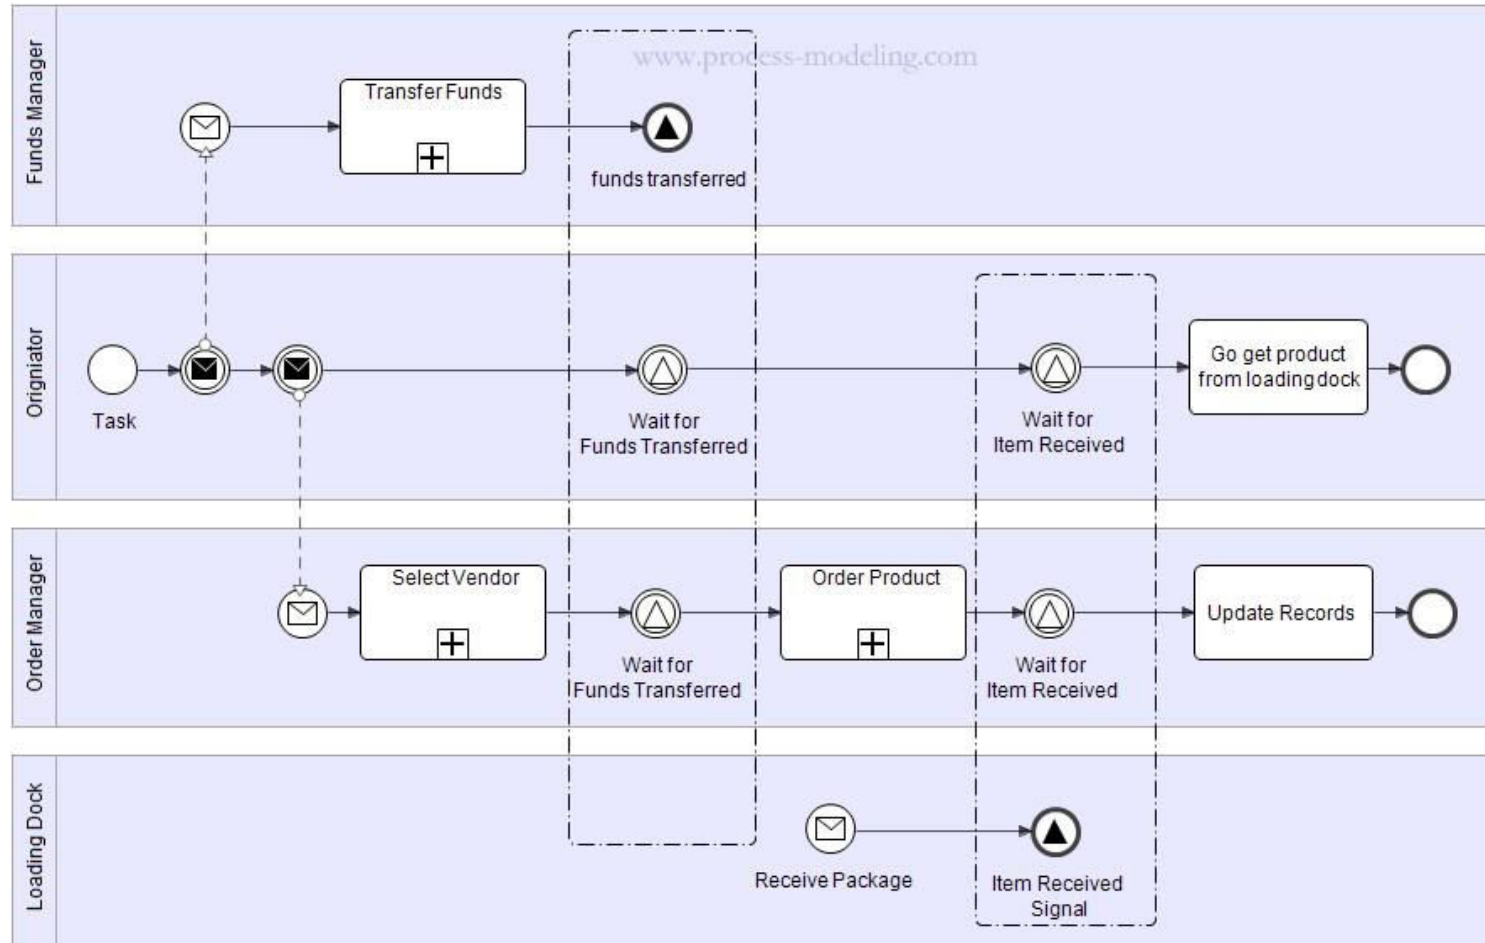 Funds Manager
www.process-modeling.com
Transfer Funds
funds transferred
Origniator
Task
Wait for
Funds Transferred
Wait for
Item Received
Go get product
from loading dock
Order Manager
Select Vendor
Wait for
Funds Transferred
Order Product
Wait for
Item Received
Update Records
Loading Dock
Receive Package
Item Received
Signal